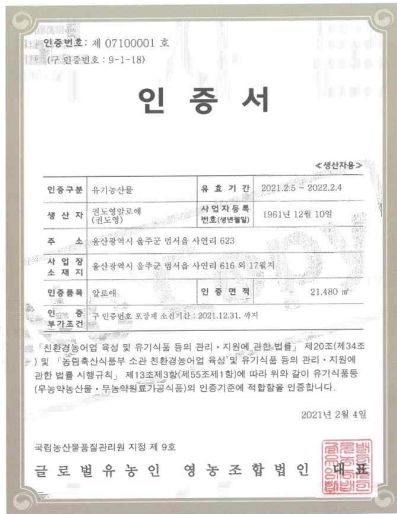 인증번호: 제 07100001 호
(구 인증번호 : 9-1-18)
인 증 서
<생산자용>
인증구분 유기농산물 유 효 기 간 2021.2.5 ~ 2022.2.4
생 산 자 권도영알로에 (권도영) 사업자등록 번호(생년월일) 1961년 12월 10일
주 소 울산광역시 울주군 범서읍 사연리 623
사 업 장 소 재 지 울산광역시 울주군 범서읍 사연리 616 외 17필지
인증품목 알로에 인 증 면 적 21,480 ㎡
인 증 부가조건 구 인증번호 포장재 소진기간 : 2021.12.31. 까지
「친환경농어업 육성 및 유기식품 등의 관리・지원에 관한 법률」 제20조(제34조
) 및 「농림축산식품부 소관 친환경농어업 육성 및 유기식품 등의 관리・지원에
관한 법률 시행규칙」 제13조제3항(제55조제1항)에 따라 위와 같이 유기식품등
(무농약농산물・무농약원료가공식품)의 인증기준에 적합함을 인증합니다.
2021년 2월 4일
국립농산물품질관리원 지정 제 9호
글로벌유농인 영농조합법인 대 표